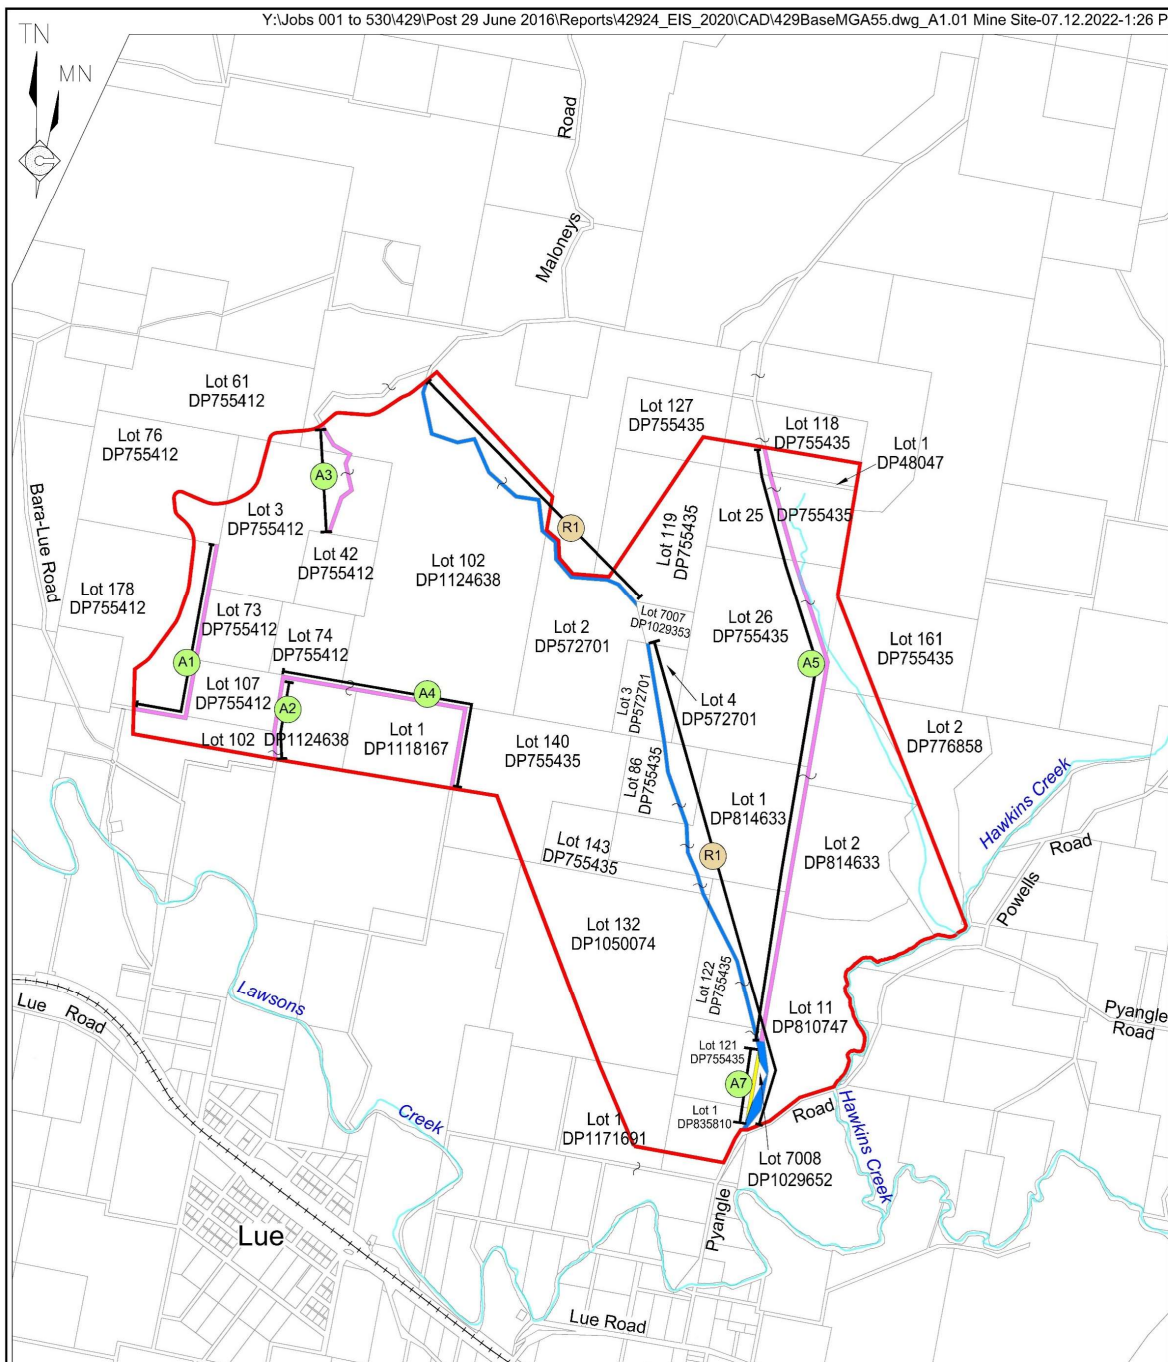 Y:\Jobs 001 to 530\429\Post 29 June 2016\Reports\42924_EIS_2020\CAD\429BaseMGA55.dwg_A1.01 Mine Site-07.12.2022-1:26 P
TN
MN
Maloneys Road
Bara-Lue Road
Lot 61
DP755412
Lot 76
DP755412
Lot 3
DP755412
A3
Lot 42
DP755412
Lot 178
DP755412
Lot 73
DP755412
Lot 74
DP755412
A1
Lot 107
DP755412
A2
A4
Lot 102 DP1124638
Lot 1
DP1118167
Lot 102
DP1124638
R1
Lot 127
DP755435
Lot 118
DP755435
Lot 1
DP48047
Lot 25 DP755435
Lot 119
DP755435
Lot 7007
DP1029353
Lot 2
DP572701
Lot 26
DP755435
A5
Lot 161
DP755435
Lot 4
DP572701
Lot 3
DP572701
Lot 2
DP776858
Lot 140
DP755435
Lot 86
DP755435
Lot 1
DP814633
Hawkins Creek
R1
Lot 2
DP814633
Powells Road
Lot 143
DP755435
Lot 132
DP1050074
Lot 122
DP755435
Lot 11
DP810747
Pyangle
Road
Lue Road
Lawsons
Creek
Lot 121
DP755435
A7
Lot 1
DP835810
Lot 1
DP1171691
Pyangle Road
Hawkins Creek
Lot 7008
DP1029652
Lue
Lue Road